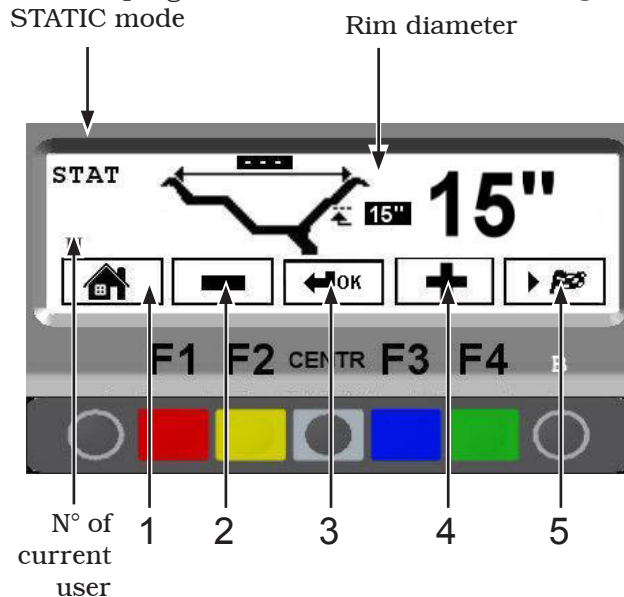 STATIC mode
Rim diameter
- - -
STAT
15"
15"
OK
F1 F2 CENTR F3 F4 B
N° of
current
user
1 2 3 4 5